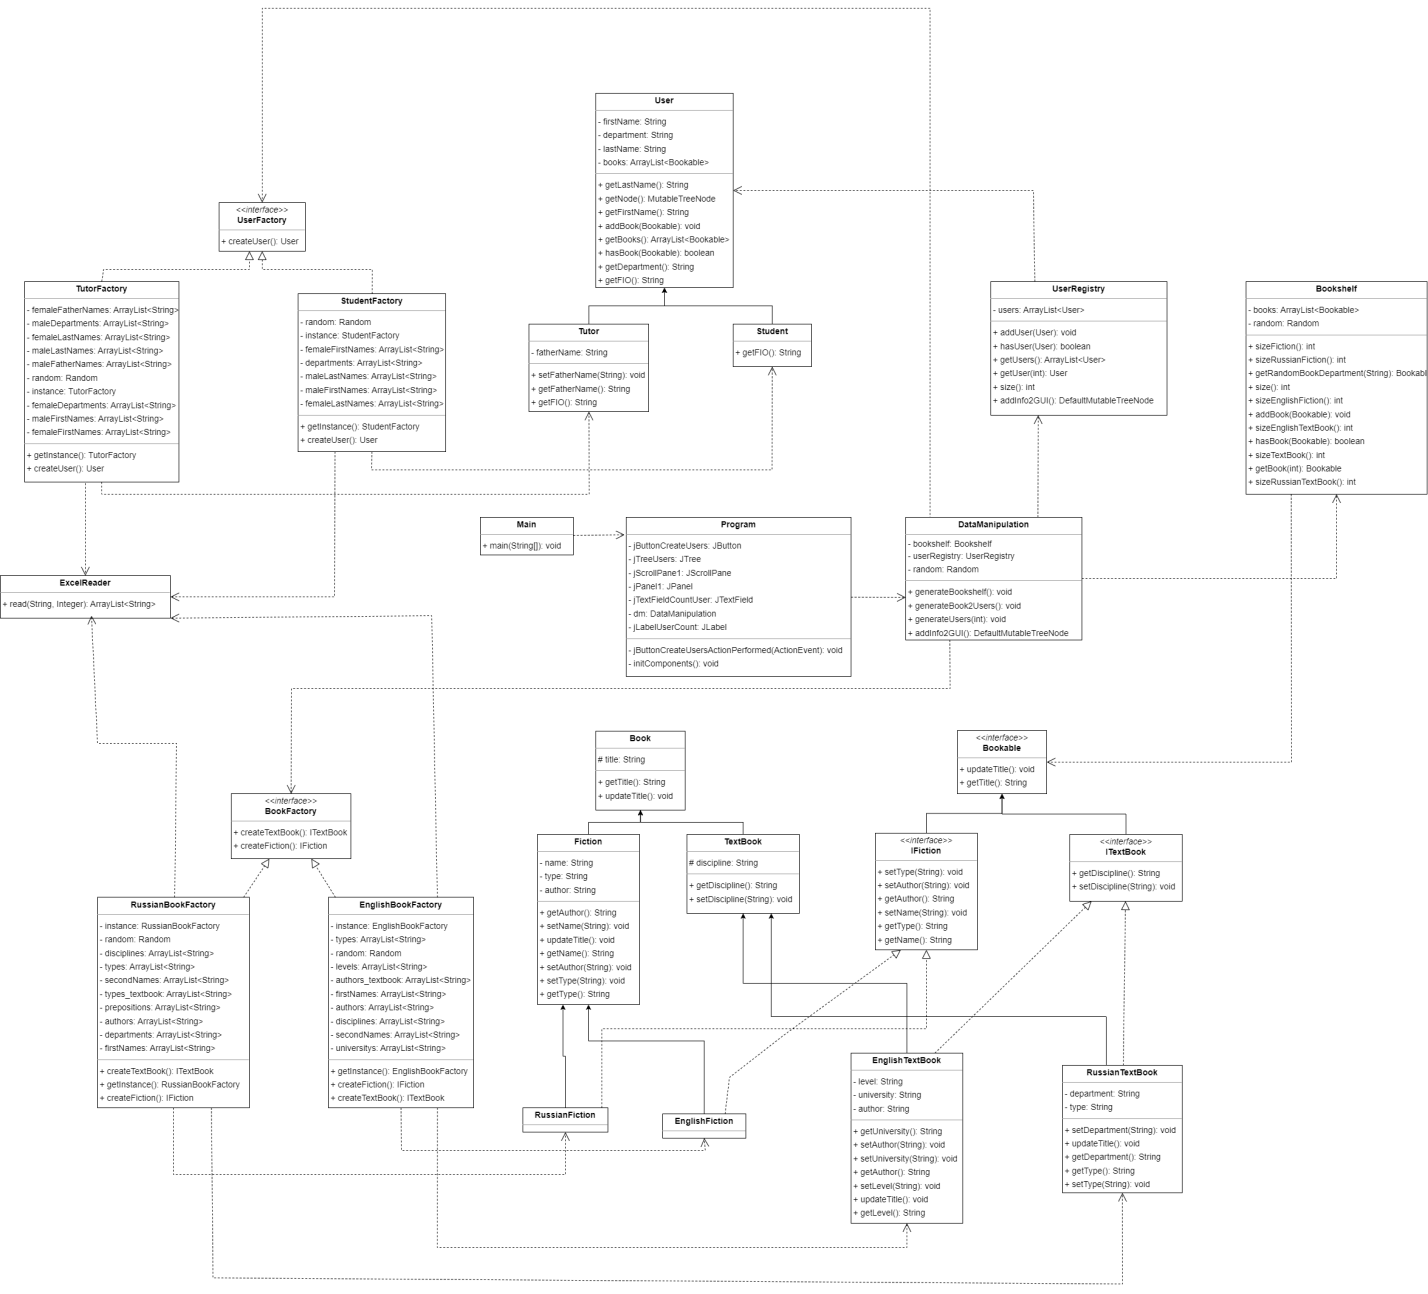 User
- firstName: String
- department: String
- lastName: String
- books: ArrayList<Bookable>
+ getLastName(): String
+ getNode(): MutableTreeNode
+ getFirstName(): String
+ addBook(Bookable): void
+ getBooks(): ArrayList<Bookable>
+ hasBook(Bookable): boolean
+ getDepartment(): String
+ getFIO(): String
<<interface>>
UserFactory
+ createUser(): User
TutorFactory
- femaleFatherNames: ArrayList<String>
- maleDepartments: ArrayList<String>
- femaleLastNames: ArrayList<String>
- maleLastNames: ArrayList<String>
- maleFatherNames: ArrayList<String>
- random: Random
- instance: TutorFactory
- femaleDepartments: ArrayList<String>
- maleFirstNames: ArrayList<String>
- femaleFirstNames: ArrayList<String>
+ getInstance(): TutorFactory
+ createUser(): User
StudentFactory
- random: Random
- instance: StudentFactory
- femaleFirstNames: ArrayList<String>
- departments: ArrayList<String>
- maleLastNames: ArrayList<String>
- maleFirstNames: ArrayList<String>
- femaleLastNames: ArrayList<String>
+ getInstance(): StudentFactory
+ createUser(): User
Tutor
- fatherName: String
+ setFatherName(String): void
+ getFatherName(): String
+ getFIO(): String
Student
+ getFIO(): String
UserRegistry
- users: ArrayList<User>
+ addUser(User): void
+ hasUser(User): boolean
+ getUsers(): ArrayList<User>
+ getUser(int): User
+ size(): int
+ addInfo2GUI(): DefaultMutableTreeNode
Bookshelf
- books: ArrayList<Bookable>
- random: Random
+ sizeFiction(): int
+ sizeRussianFiction(): int
+ getRandomBookDepartment(String): Bookabl
+ size(): int
+ sizeEnglishFiction(): int
+ addBook(Bookable): void
+ sizeEnglishTextBook(): int
+ hasBook(Bookable): boolean
+ sizeTextBook(): int
+ getBook(int): Bookable
+ sizeRussianTextBook(): int
Main
+ main(String[]): void
Program
- jButtonCreateUsers: JButton
- jTreeUsers: JTree
- jScrollPane1: JScrollPane
- jPanel1: JPanel
- jTextFieldCountUser: JTextField
- dm: DataManipulation
- jLabelUserCount: JLabel
- jButtonCreateUsersActionPerformed(ActionEvent): void
- initComponents(): void
DataManipulation
- bookshelf: Bookshelf
- userRegistry: UserRegistry
- random: Random
+ generateBookshelf(): void
+ generateBook2Users(): void
+ generateUsers(int): void
+ addInfo2GUI(): DefaultMutableTreeNode
ExcelReader
+ read(String, Integer): ArrayList<String>
Book
# title: String
+ getTitle(): String
+ updateTitle(): void
<<interface>>
Bookable
+ updateTitle(): void
+ getTitle(): String
<<interface>>
BookFactory
+ createTextBook(): ITextBook
+ createFiction(): IFiction
Fiction
- name: String
- type: String
- author: String
+ getAuthor(): String
+ setName(String): void
+ updateTitle(): void
+ getName(): String
+ setAuthor(String): void
+ setType(String): void
+ getType(): String
TextBook
# discipline: String
+ getDiscipline(): String
+ setDiscipline(String): void
<<interface>>
IFiction
+ setType(String): void
+ setAuthor(String): void
+ getAuthor(): String
+ setName(String): void
+ getType(): String
+ getName(): String
<<interface>>
ITextBook
+ getDiscipline(): String
+ setDiscipline(String): void
RussianBookFactory
- instance: RussianBookFactory
- random: Random
- disciplines: ArrayList<String>
- types: ArrayList<String>
- secondNames: ArrayList<String>
- types_textbook: ArrayList<String>
- prepositions: ArrayList<String>
- authors: ArrayList<String>
- departments: ArrayList<String>
- firstNames: ArrayList<String>
+ createTextBook(): ITextBook
+ getInstance(): RussianBookFactory
+ createFiction(): IFiction
EnglishBookFactory
- instance: EnglishBookFactory
- types: ArrayList<String>
- random: Random
- levels: ArrayList<String>
- authors_textbook: ArrayList<String>
- firstNames: ArrayList<String>
- authors: ArrayList<String>
- disciplines: ArrayList<String>
- secondNames: ArrayList<String>
- universitys: ArrayList<String>
+ getInstance(): EnglishBookFactory
+ createFiction(): IFiction
+ createTextBook(): ITextBook
RussianFiction
EnglishFiction
EnglishTextBook
- level: String
- university: String
- author: String
+ getUniversity(): String
+ setAuthor(String): void
+ setUniversity(String): void
+ getAuthor(): String
+ setLevel(String): void
+ updateTitle(): void
+ getLevel(): String
RussianTextBook
- department: String
- type: String
+ setDepartment(String): void
+ updateTitle(): void
+ getDepartment(): String
+ getType(): String
+ setType(String): void